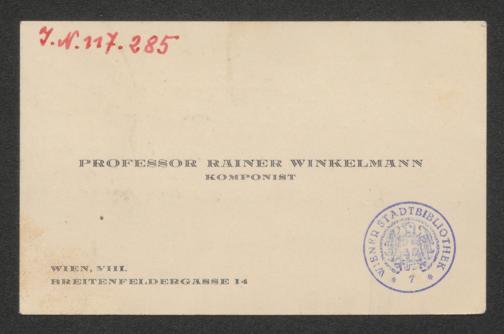 I.N.117.285
PROFESSOR RAINER WINKELMANN
KOMPONIST
WIENER STADTBIBLIOTHEK
* 7 *
WIEN, VIII.
BREITENFELDERGASSE 14